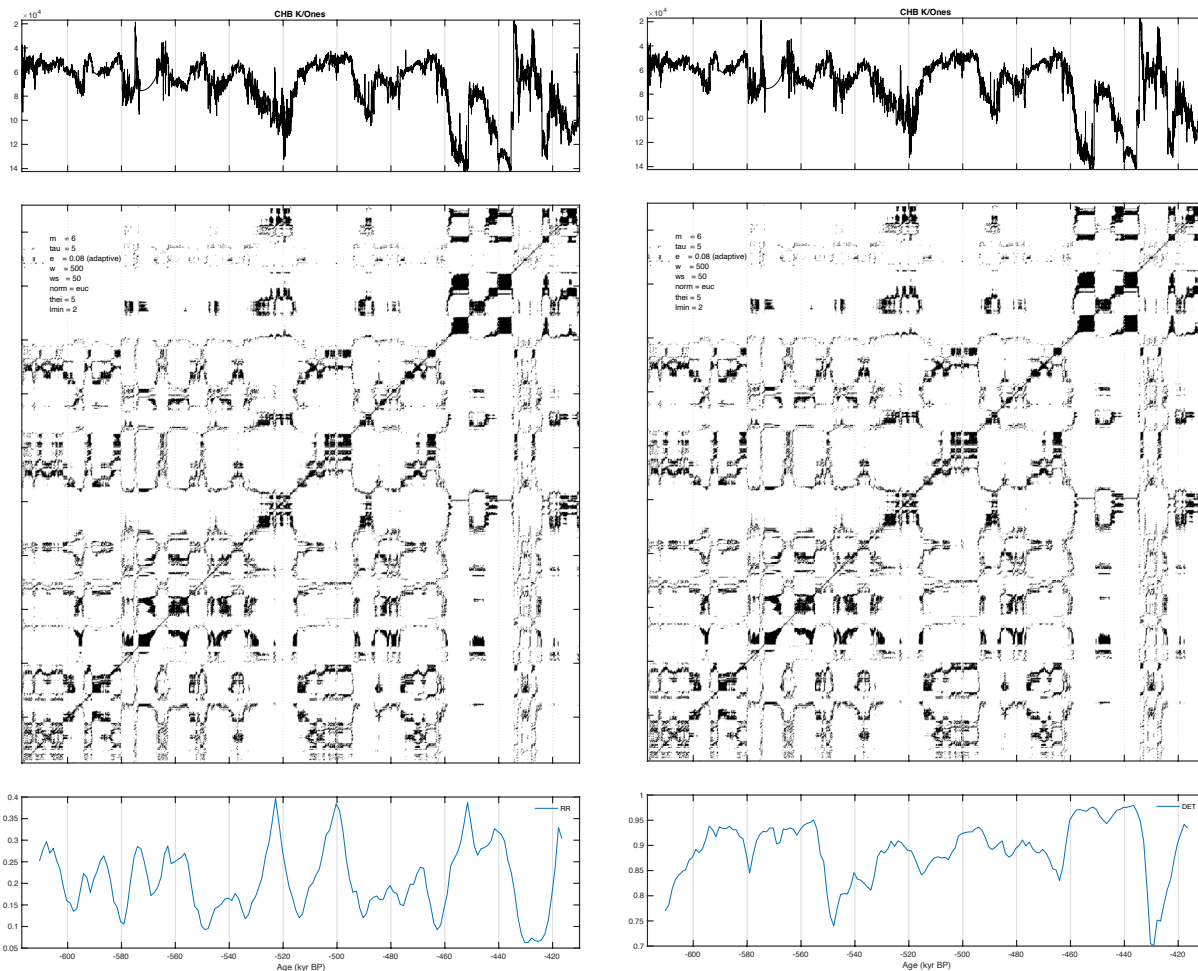 CHB K/Ones
×10⁴
2
4
6
8
10
12
14
m = 6
tau = 5
e = 0.08 (adaptive)
w = 500
ws = 50
norm = euc
thei = 5
lmin = 2
0.4
0.35
0.3
0.25
0.2
0.15
0.1
0.05
RR
-600 -580 -560 -540 -520 -500 -480 -460 -440 -420
Age (kyr BP)
CHB K/Ones
×10⁴
2
4
6
8
10
12
14
m = 6
tau = 5
e = 0.08 (adaptive)
w = 500
ws = 50
norm = euc
thei = 5
lmin = 2
1
0.95
0.9
0.85
0.8
0.75
0.7
DET
-600 -580 -560 -540 -520 -500 -480 -460 -440 -420
Age (kyr BP)